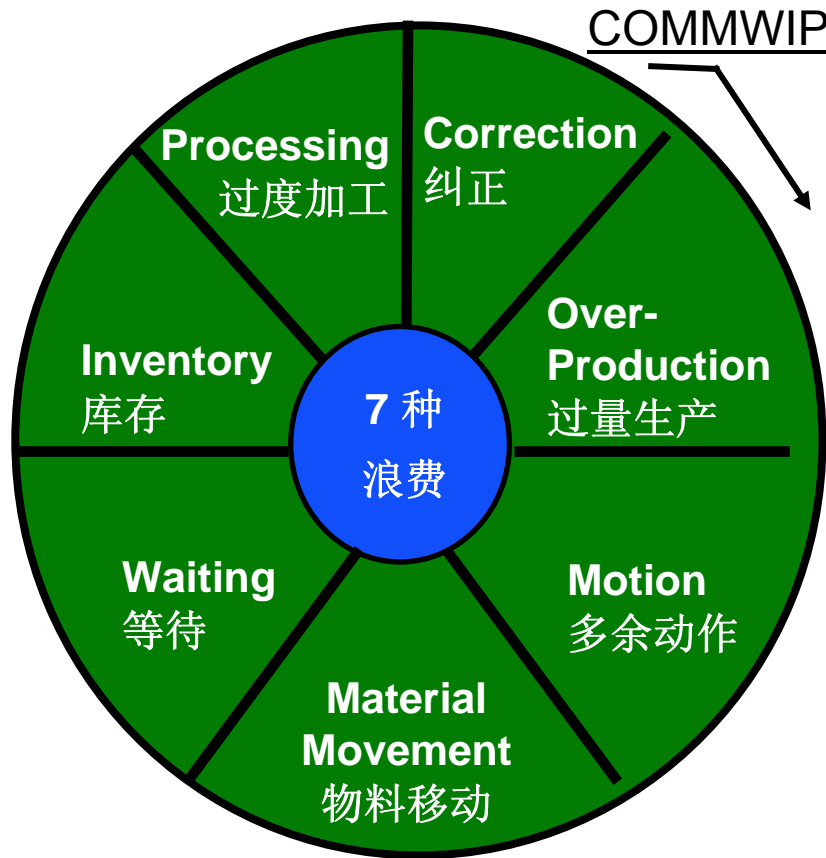 COMMWIP
Correction
纠正
Over-
Production
过量生产
Motion
多余动作
Material
Movement
物料移动
Waiting
等待
Inventory
库存
Processing
过度加工
7 种
浪费